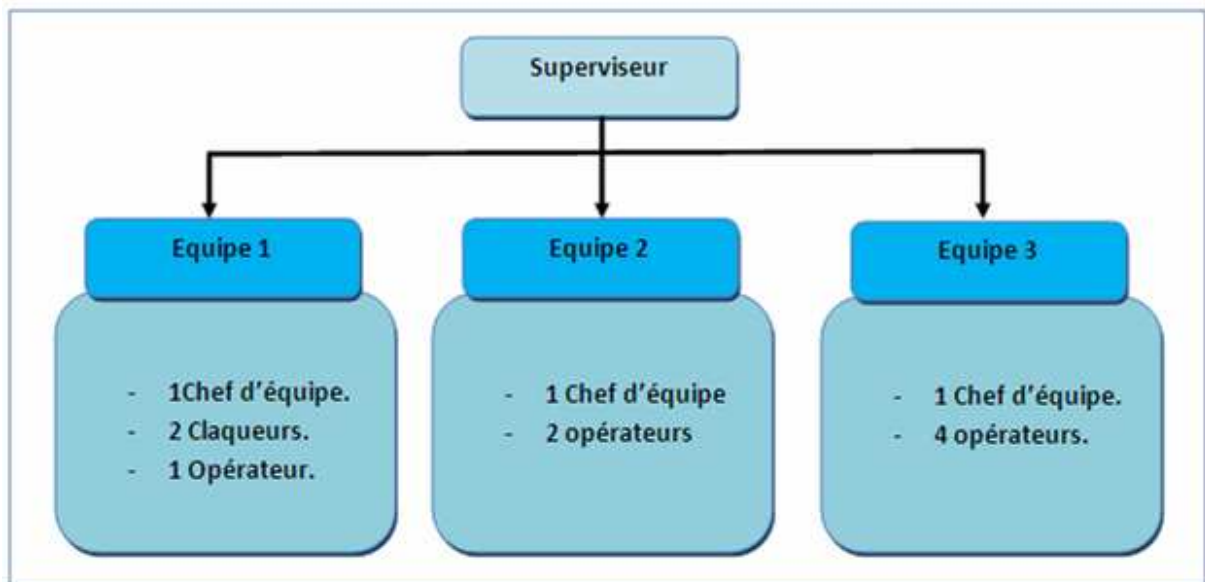 Superviseur
Equipe 1
- 1Chef d'équipe.
- 2 Claqueurs.
- 1 Opérateur.
Equipe 2
- 1 Chef d'équipe
- 2 opérateurs
Equipe 3
- 1 Chef d'équipe.
- 4 opérateurs.